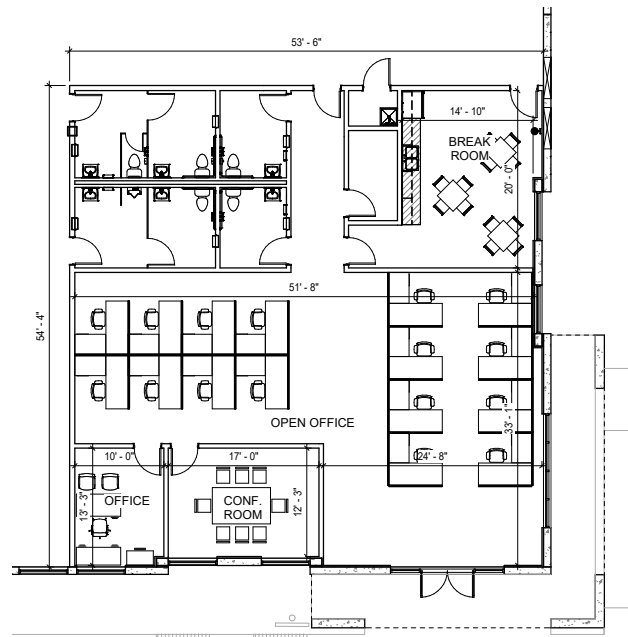 53' - 6"
14' - 10"
BREAK
ROOM
20' - 0"
51' - 8"
54' - 4"
OPEN OFFICE
33' - 1"
10' - 0"
17' - 0"
24' - 8"
OFFICE
13' - 3"
CONF.
ROOM
12' - 3"